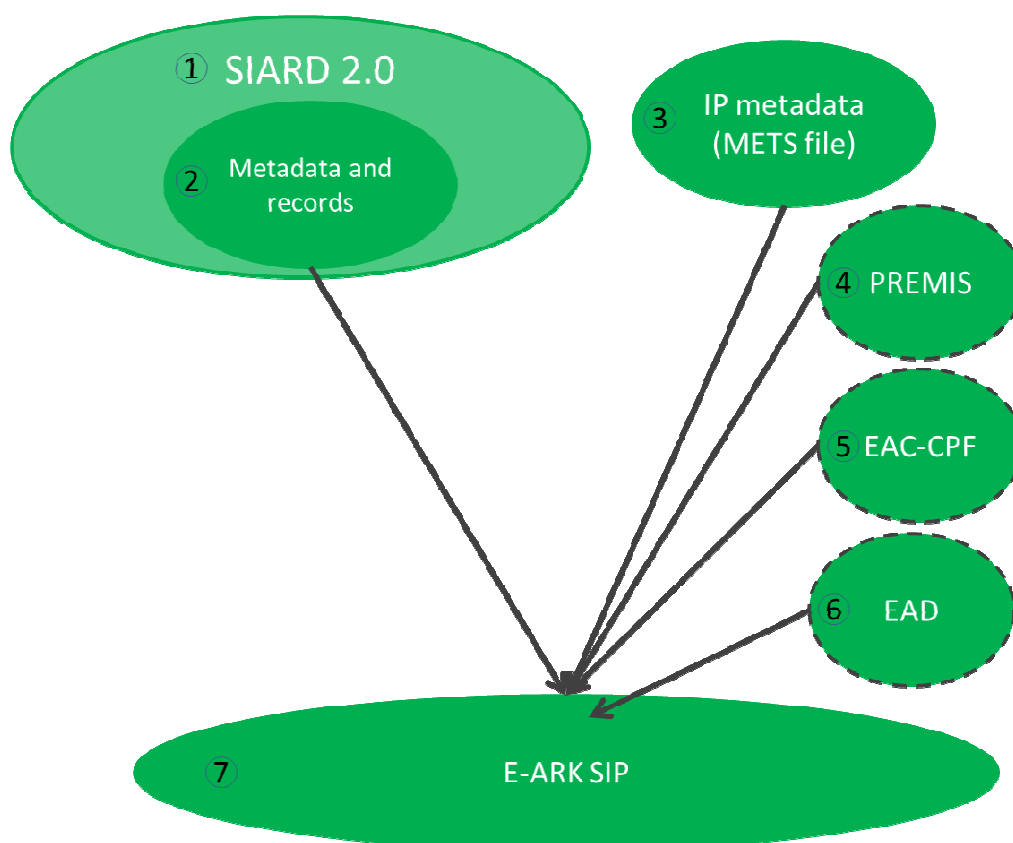 ① SIARD 2.0
② Metadata and
records
③ IP metadata
(METS file)
④ PREMIS
⑤ EAC-CPF
⑥ EAD
⑦ E-ARK SIP